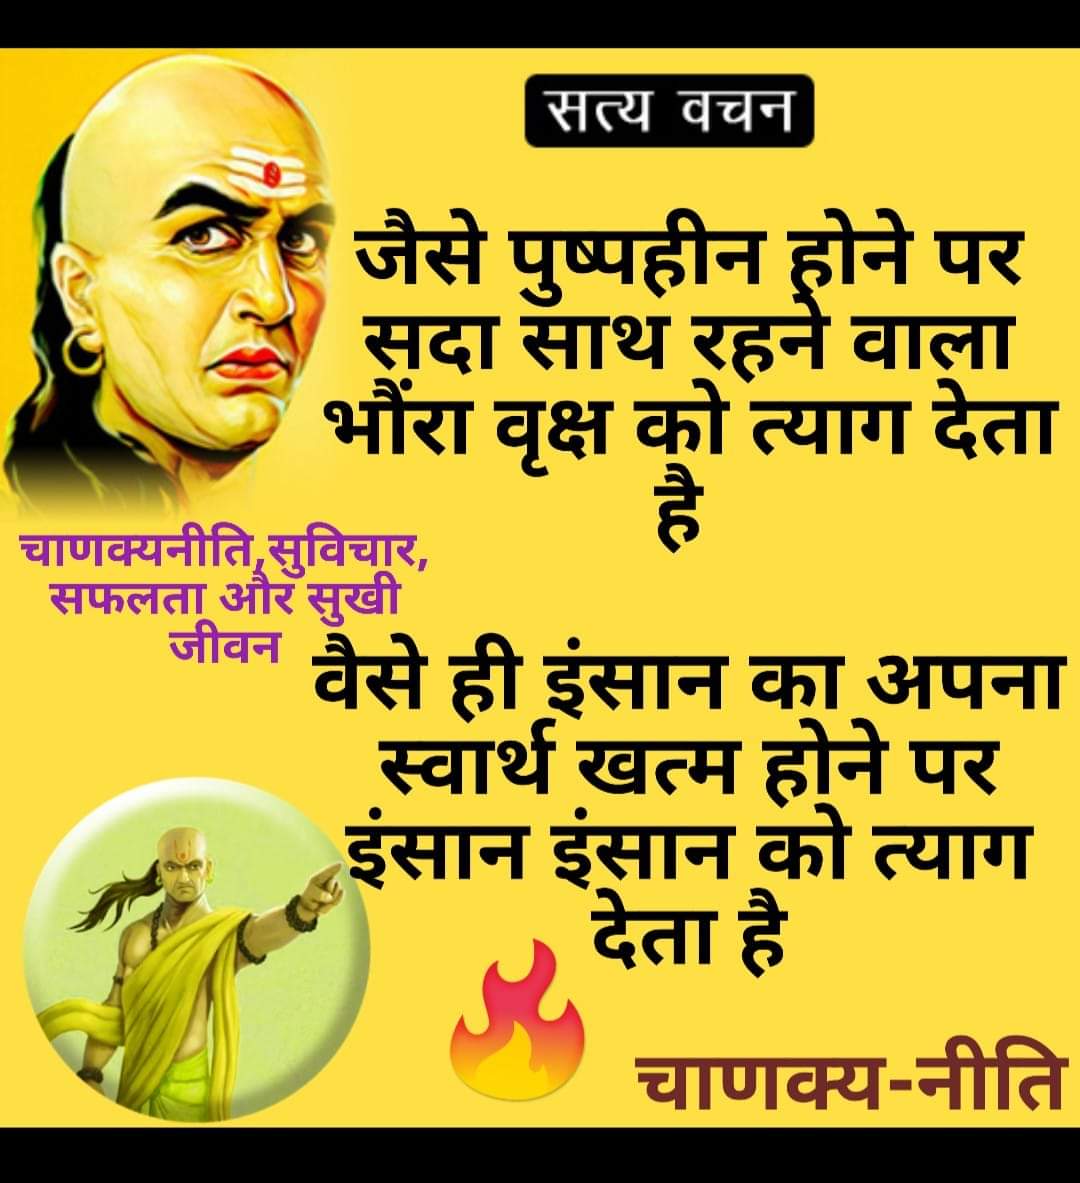 सत्य वचन
जैसे पुष्पहीन होने पर
सदा साथ रहने वाला
भौंरा वृक्ष को त्याग देता
है
चाणक्यनीति,सुविचार,
सफलता और सुखी
जीवन
वैसे ही इंसान का अपना
स्वार्थ खत्म होने पर
इंसान इंसान को त्याग
देता है
चाणक्य-नीति